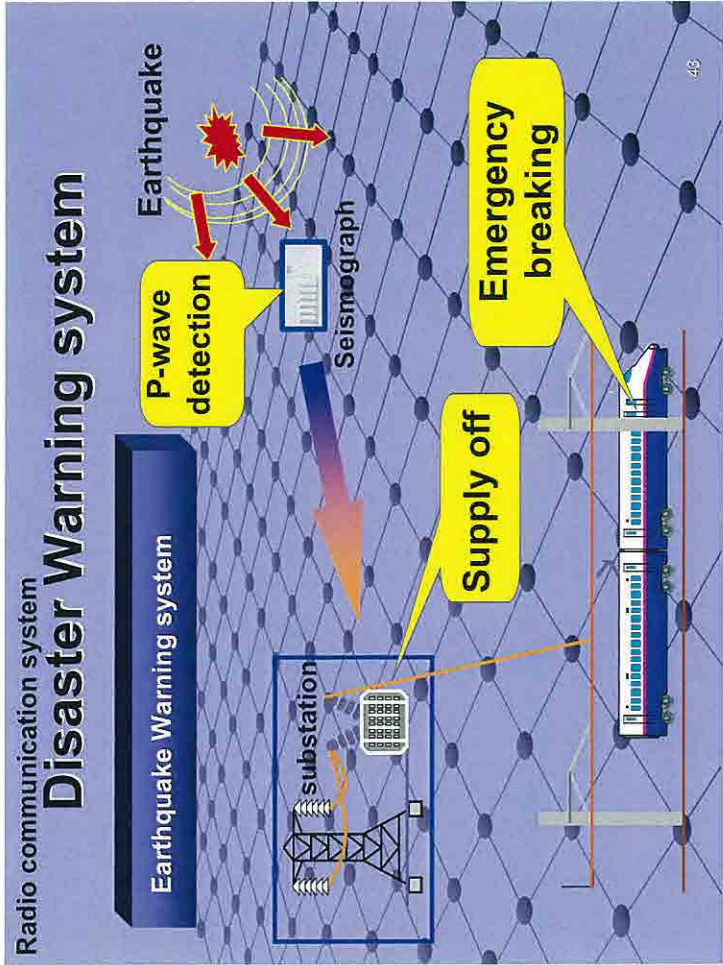 Radio communication system
Disaster Warning system
Earthquake Warning system
Earthquake
P-wave
detection
Seismograph
substation
Supply off
Emergency
breaking
43